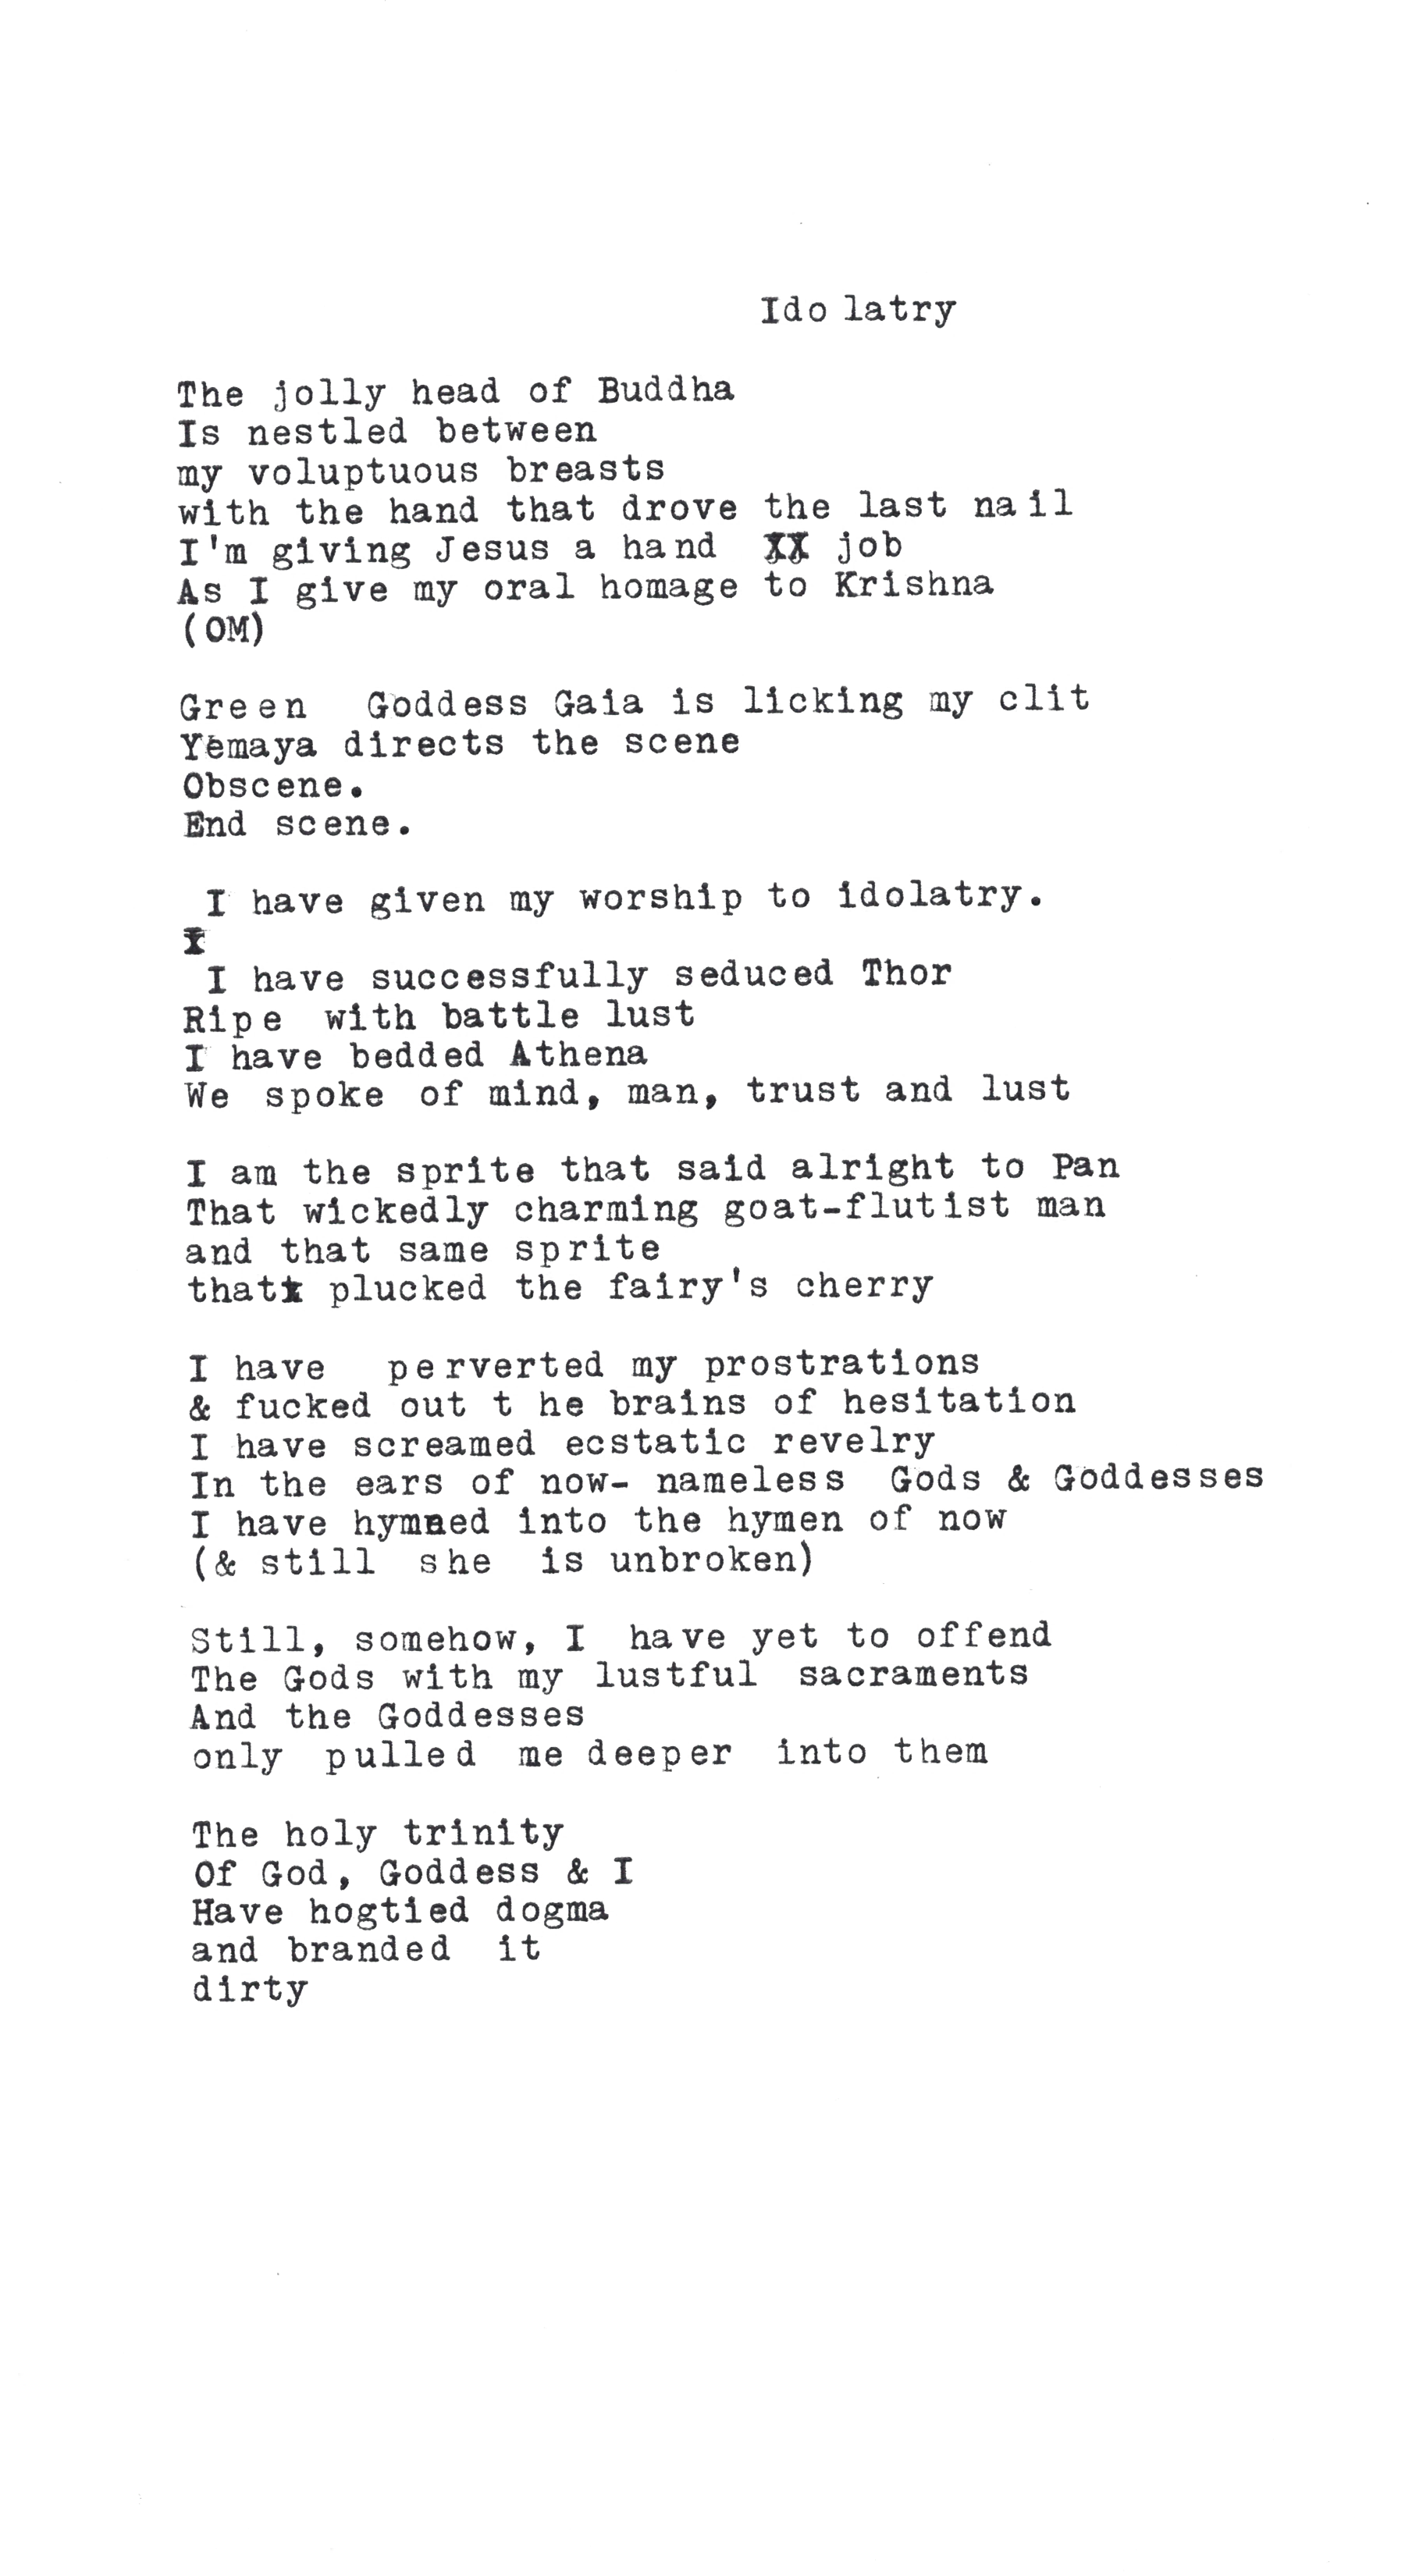 Idolatry
The jolly head of Buddha
Is nestled between
my voluptuous breasts
with the hand that drove the last nail
I'm giving Jesus a hand XX job
As I give my oral homage to Krishna
(OM)
Green Goddess Gaia is licking my clit
Yemaya directs the scene
Obscene.
End scene.
I have given my worship to idolatry.
I have successfully seduced Thor
Ripe with battle lust
I have bedded Athena
We spoke of mind, man, trust and lust
I am the sprite that said alright to Pan
That wickedly charming goat-flutist man
and that same sprite
that plucked the fairy's cherry
I have perverted my prostrations
& fucked out t he brains of hesitation
I have screamed ecstatic revelry
In the ears of now- nameless Gods & Goddesses
I have hymned into the hymen of now
(& still she is unbroken)
Still, somehow, I have yet to offend
The Gods with my lustful sacraments
And the Goddesses
only pulled me deeper into them
The holy trinity
Of God, Goddess & I
Have hogtied dogma
and branded it
dirty